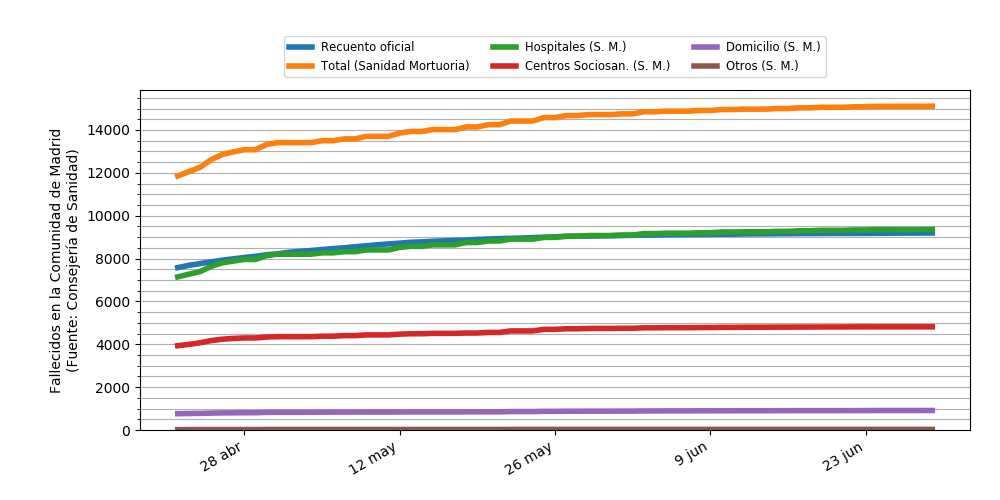 Recuento oficial
Total (Sanidad Mortuoria)
Hospitales (S. M.)
Centros Sociosan. (S. M.)
Domicilio (S. M.)
Otros (S. M.)
Fallecidos en la Comunidad de Madrid
(Fuente: Consejería de Sanidad)
14000
12000
10000
8000
6000
4000
2000
0
28 abr
12 may
26 may
9 jun
23 jun